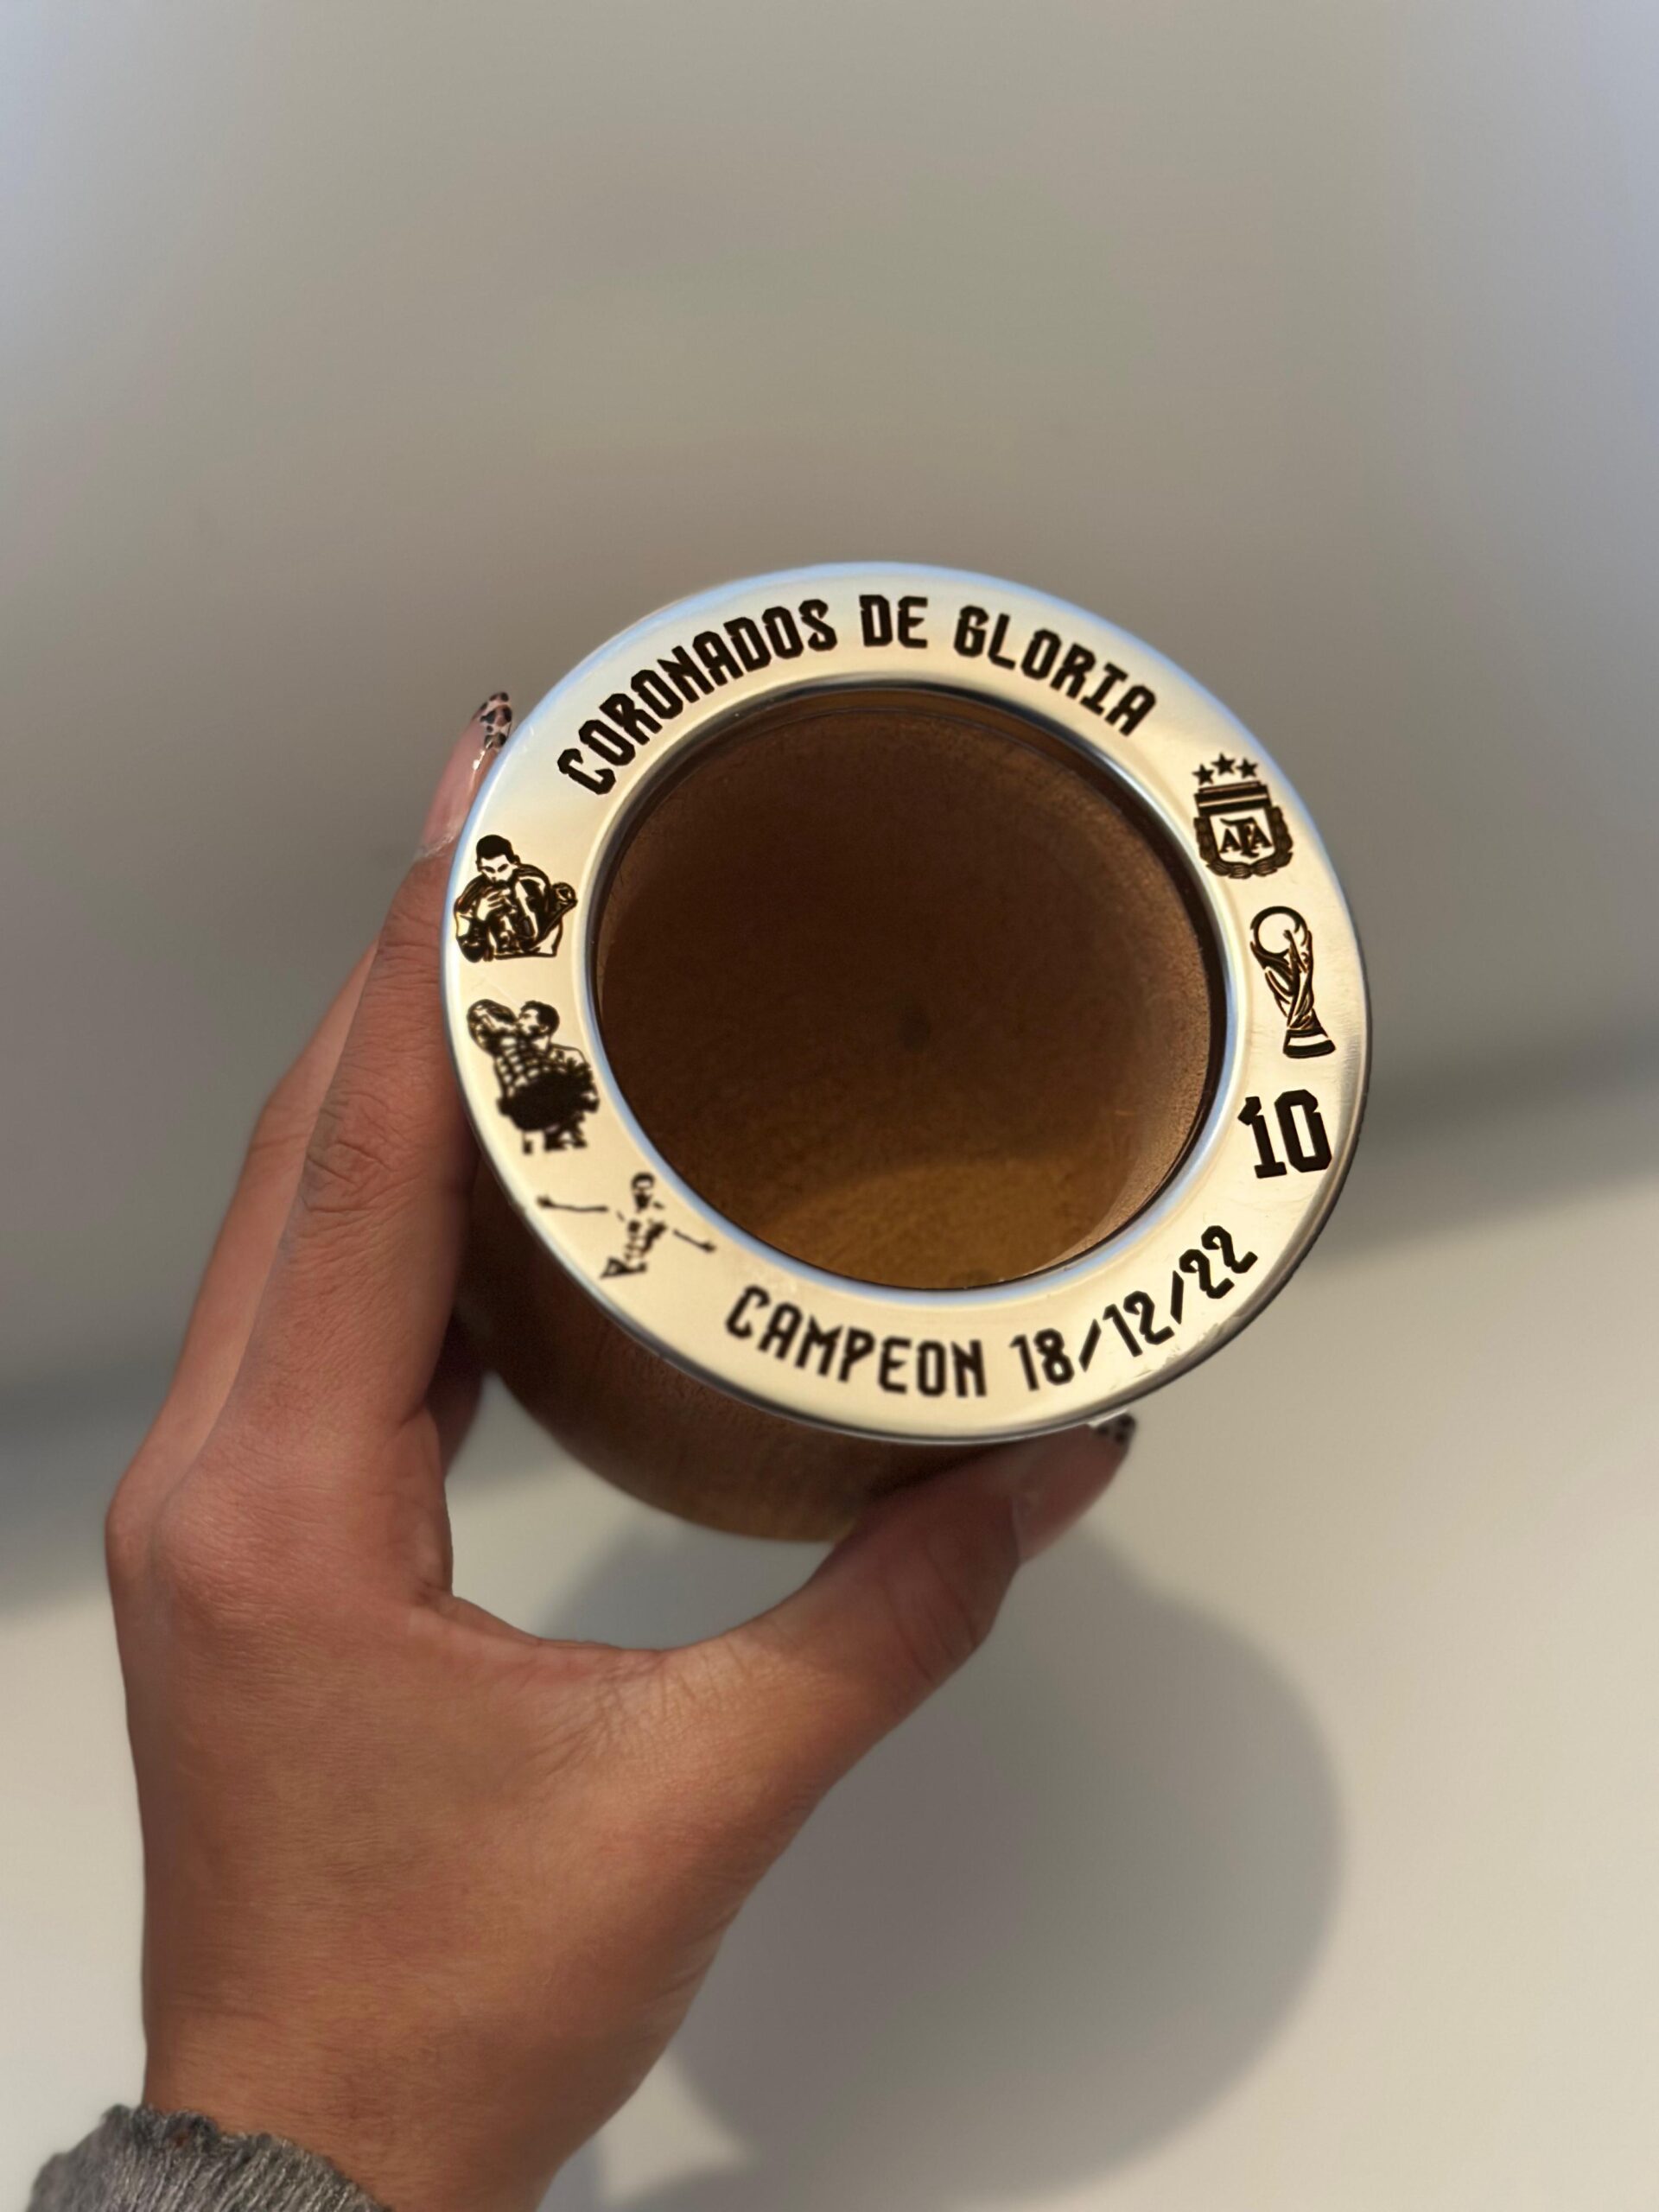 CORONADOS DE GLORIA
AFA
10
CAMPEON 18/12/22